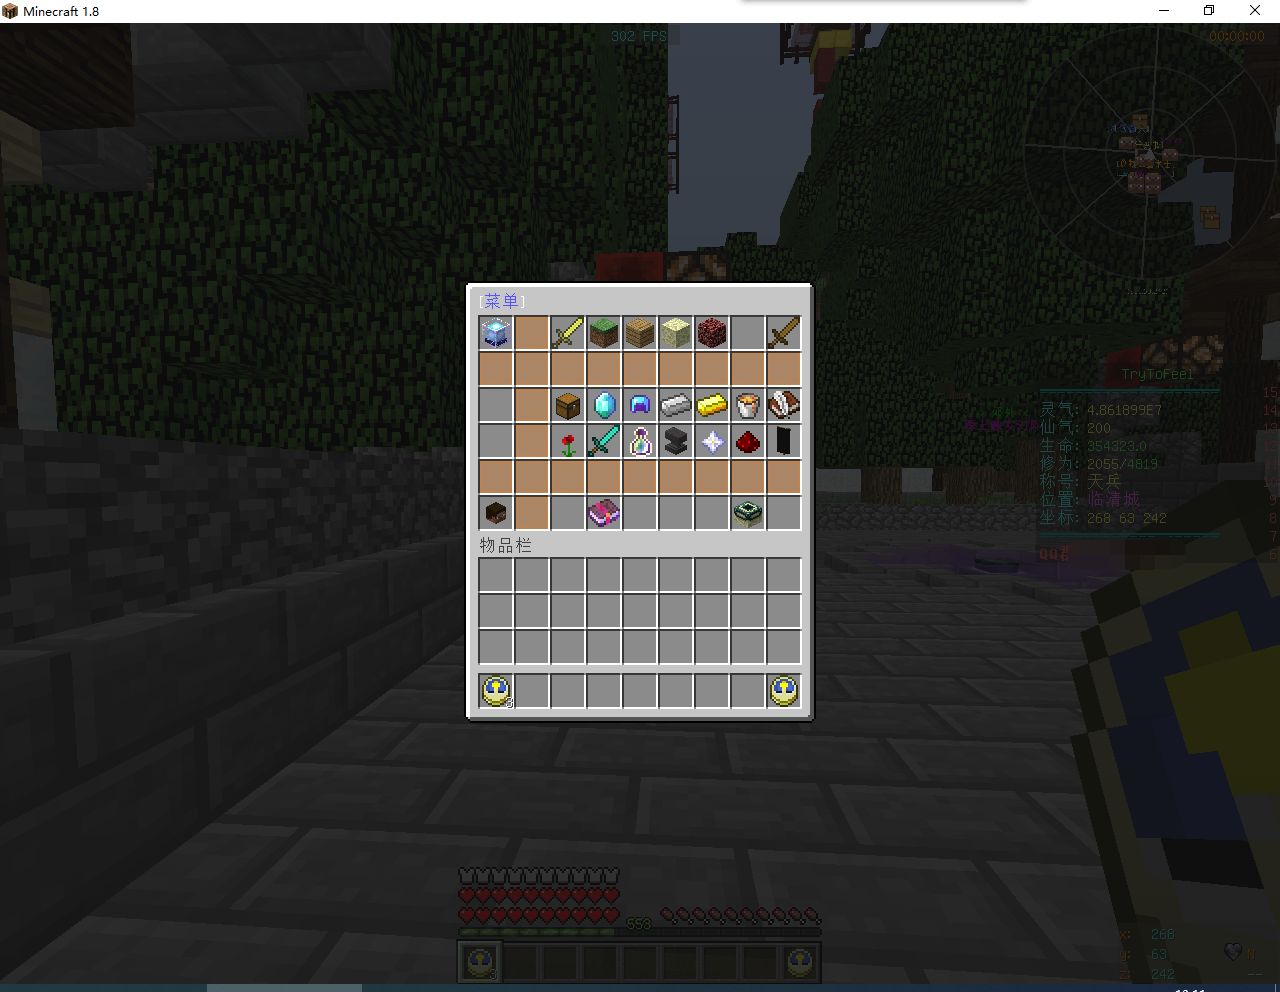 Minecraft 1.8
302 FPS
00:00:00
[菜单]
TryToFeel
灵气: 4.861899E7
仙气: 200
生命: 354323.0
修为: 2055/4819
称号: 天兵
位置: 临清城
坐标: 268 63 242
物品栏
3
553
3
x: 268
y: 63
N
z: 242
--